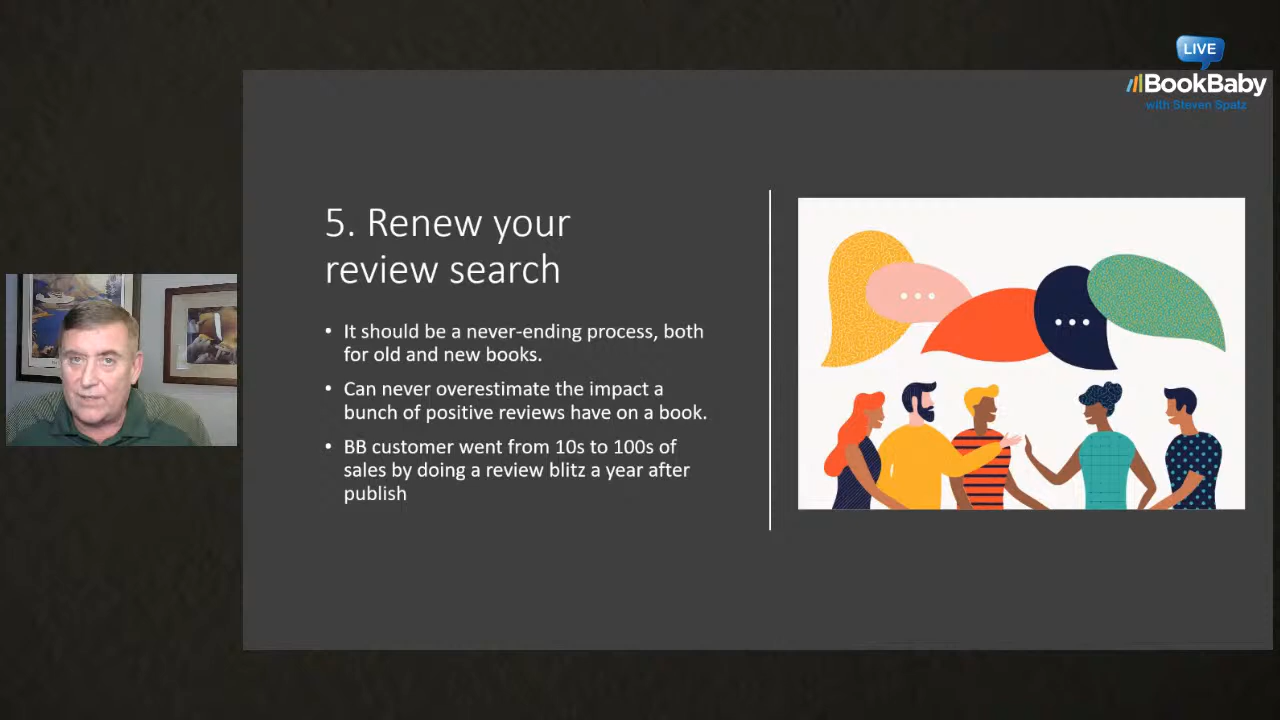 LIVE
BookBaby
with Steven Spatz
5. Renew your
review search
• It should be a never-ending process, both
for old and new books.
• Can never overestimate the impact a
bunch of positive reviews have on a book.
• BB customer went from 10s to 100s of
sales by doing a review blitz a year after
publish